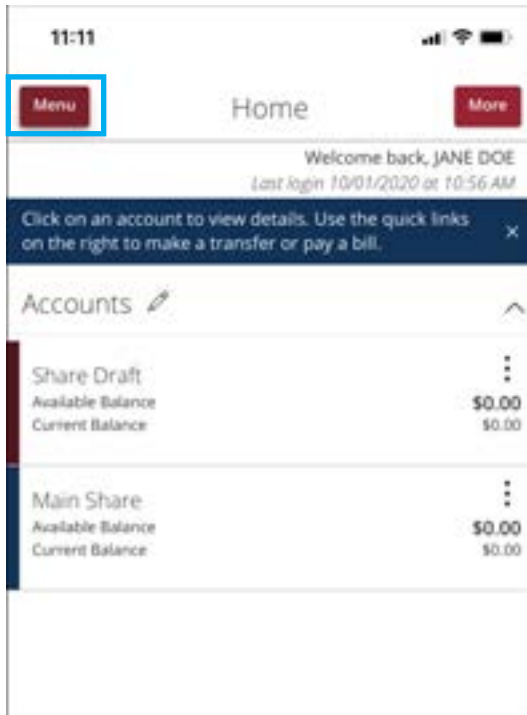 11:11
Menu
Home
More
Welcome back, JANE DOE
Last login 10/01/2020 at 10:56 AM
Click on an account to view details. Use the quick links
on the right to make a transfer or pay a bill.
Accounts
Share Draft
Available Balance $0.00
Current Balance $0.00
Main Share
Available Balance $0.00
Current Balance $0.00